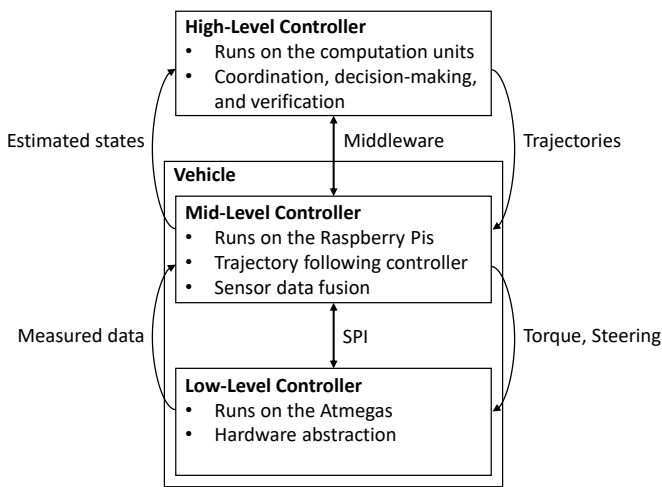 High-Level Controller
• Runs on the computation units
• Coordination, decision-making,
and verification
Estimated states
Middleware
Trajectories
Vehicle
Mid-Level Controller
• Runs on the Raspberry Pis
• Trajectory following controller
• Sensor data fusion
Measured data
SPI
Torque, Steering
Low-Level Controller
• Runs on the Atmegas
• Hardware abstraction